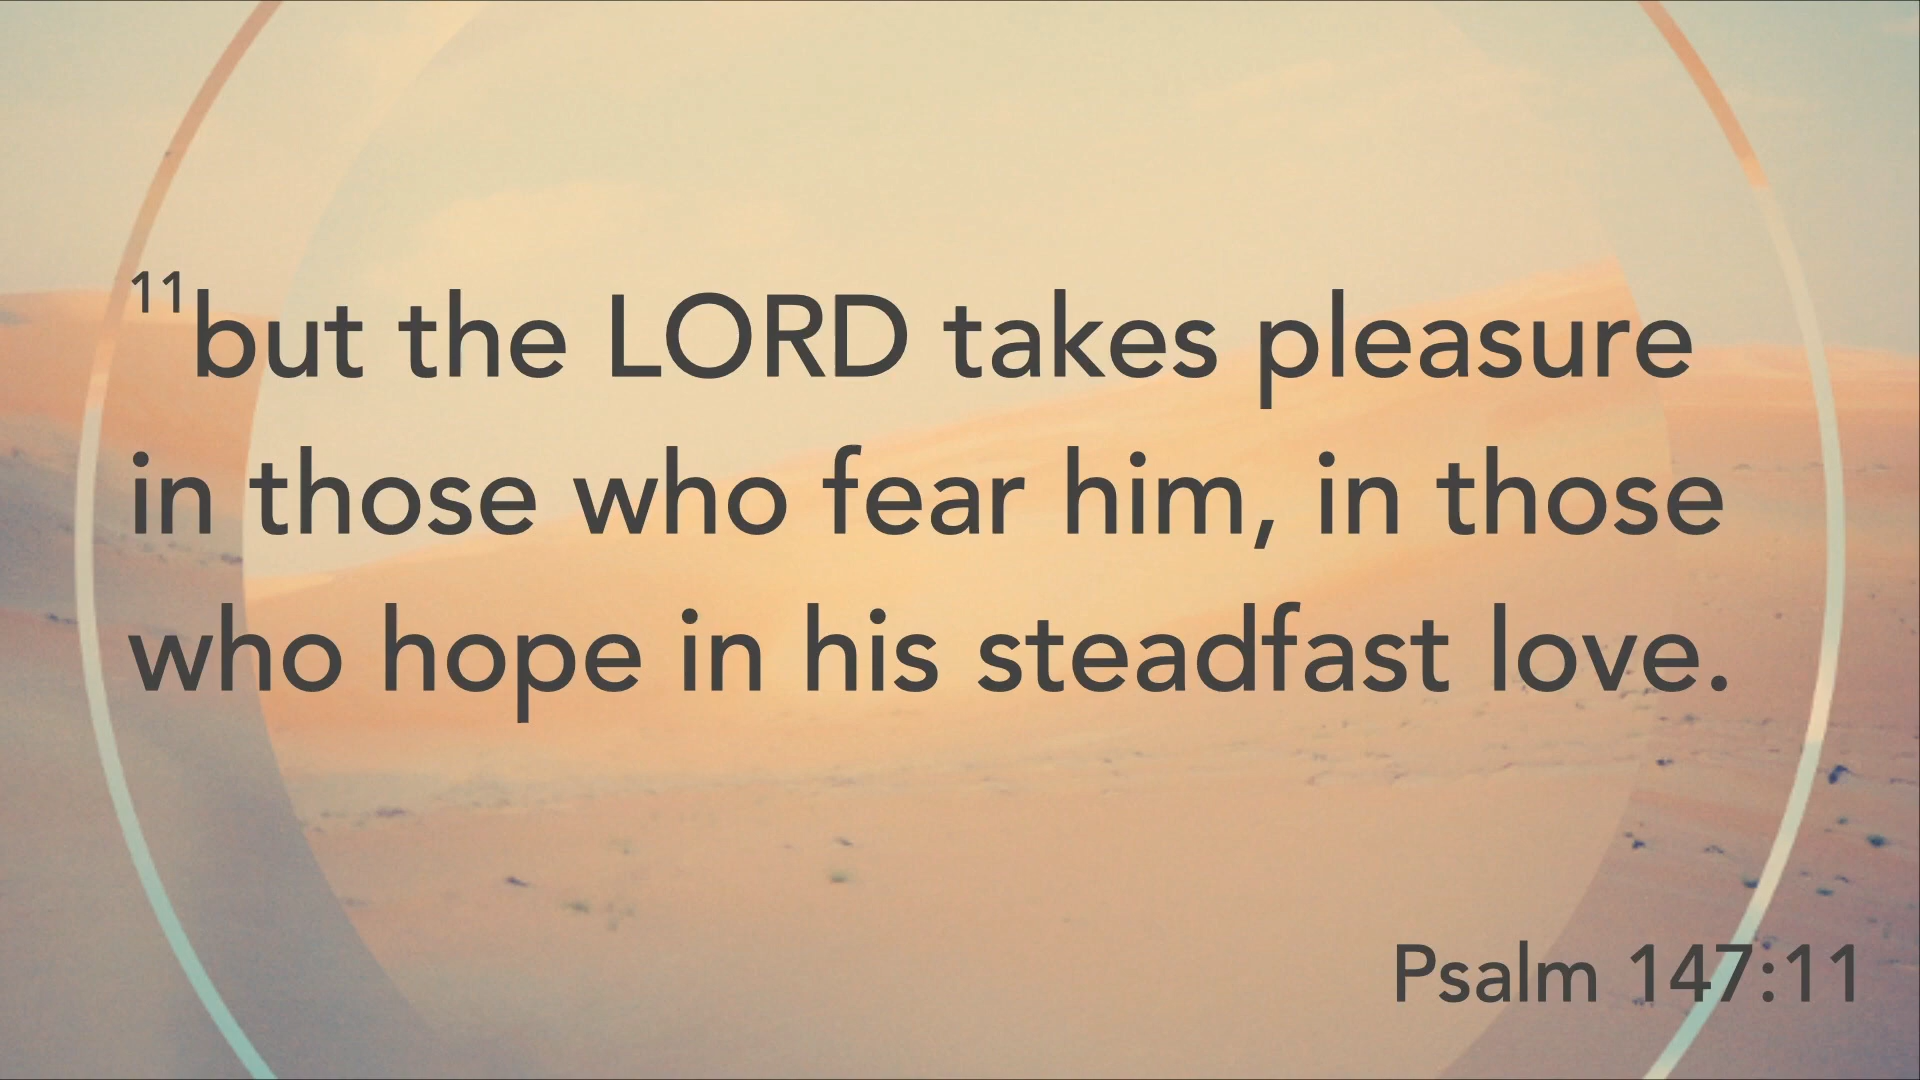 11but the LORD takes pleasure
in those who fear him, in those
who hope in his steadfast love.
Psalm 147:11